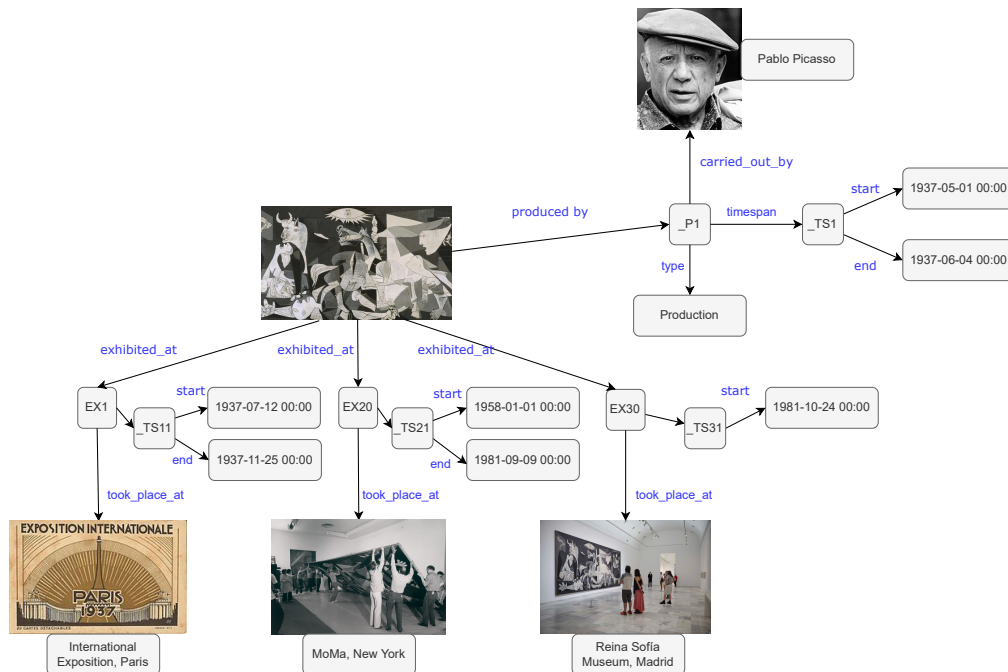 Pablo Picasso
carried_out_by
1937-05-01 00:00
start
produced by
_P1
timespan
_TS1
1937-06-04 00:00
end
type
Production
exhibited_at
exhibited_at
exhibited_at
EX1
start
1937-07-12 00:00
_TS11
end
1937-11-25 00:00
EX20
start
1958-01-01 00:00
_TS21
end
1981-09-09 00:00
EX30
start
1981-10-24 00:00
_TS31
took_place_at
took_place_at
took_place_at
EXPOSITION INTERNATIONALE
PARIS
1937
International
Exposition, Paris
MoMa, New York
Reina Sofía
Museum, Madrid